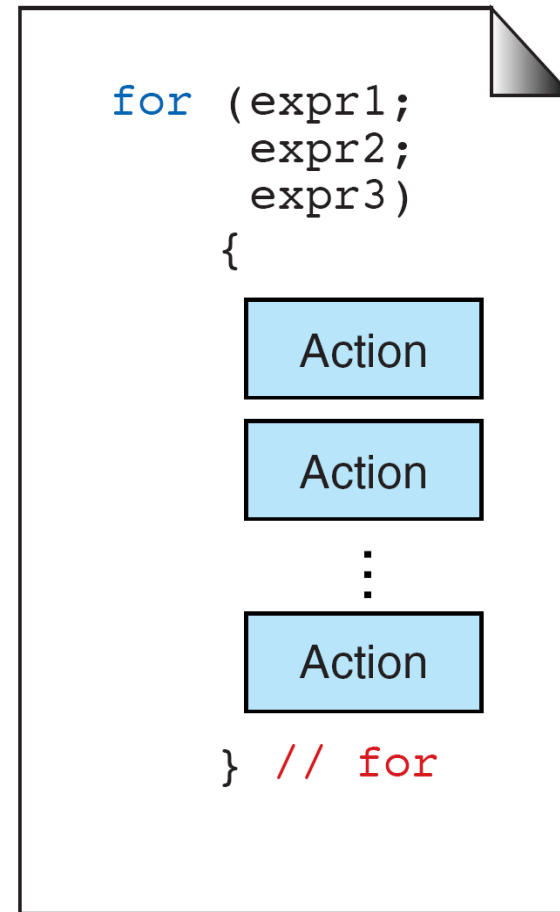 for (expr1;
expr2;
expr3)
{
Action
Action
⋮
Action
} // for